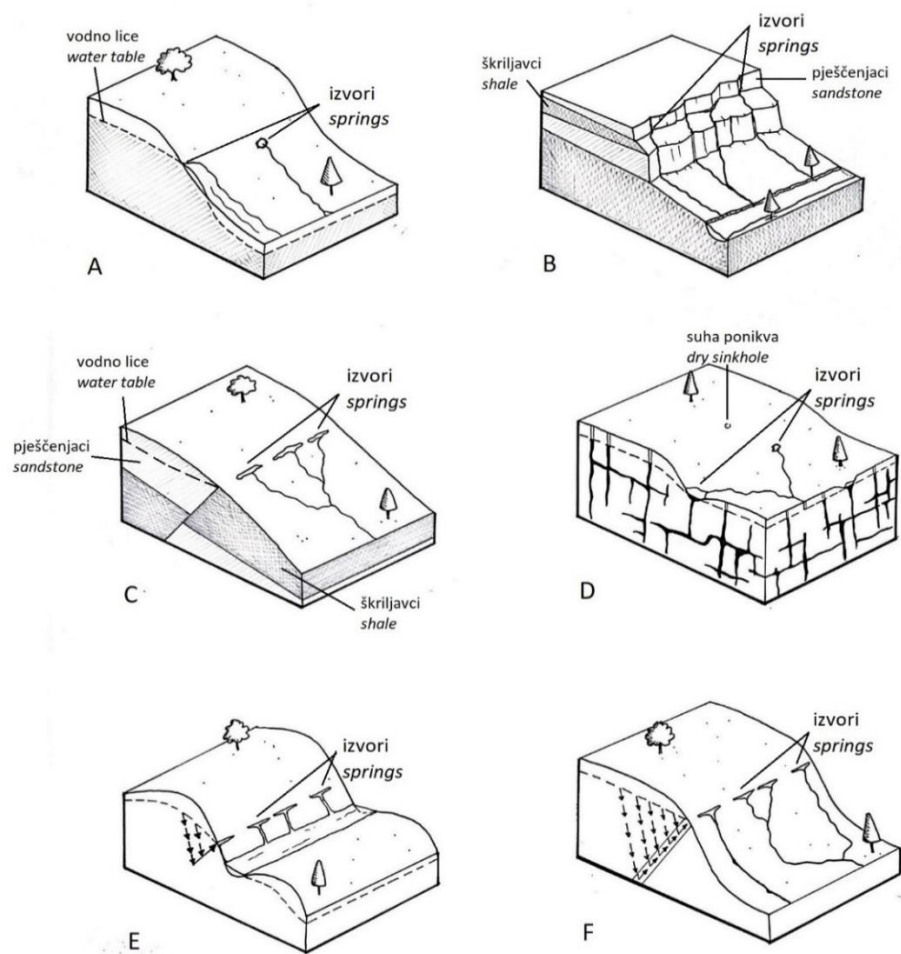 vodno lice
water table
izvori
springs
A
izvori
springs
škriljavci
shale
pješčenjaci
sandstone
B
vodno lice
water table
pješčenjaci
sandstone
izvori
springs
škriljavci
shale
C
suha ponikva
dry sinkhole
izvori
springs
D
izvori
springs
E
izvori
springs
F